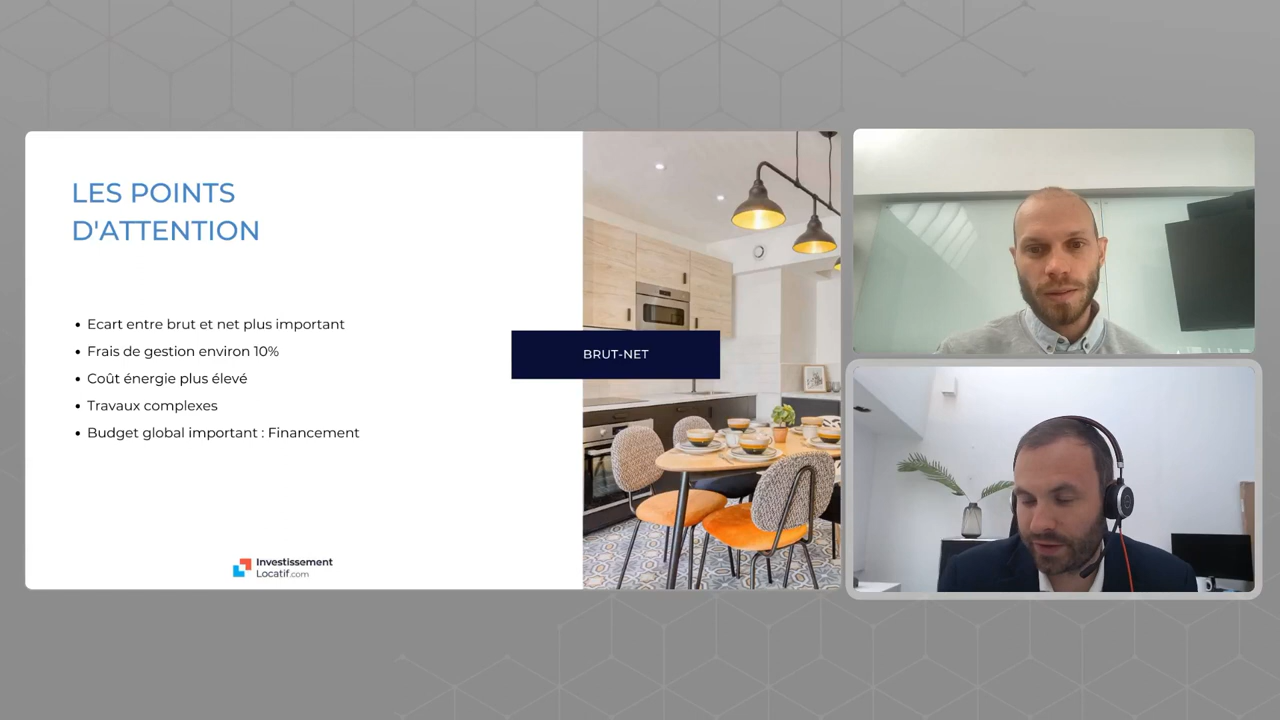 LES POINTS
D'ATTENTION
• Ecart entre brut et net plus important
• Frais de gestion environ 10%
• Coût énergie plus élevé
• Travaux complexes
• Budget global important : Financement
BRUT-NET
Investissement
Locatif.com